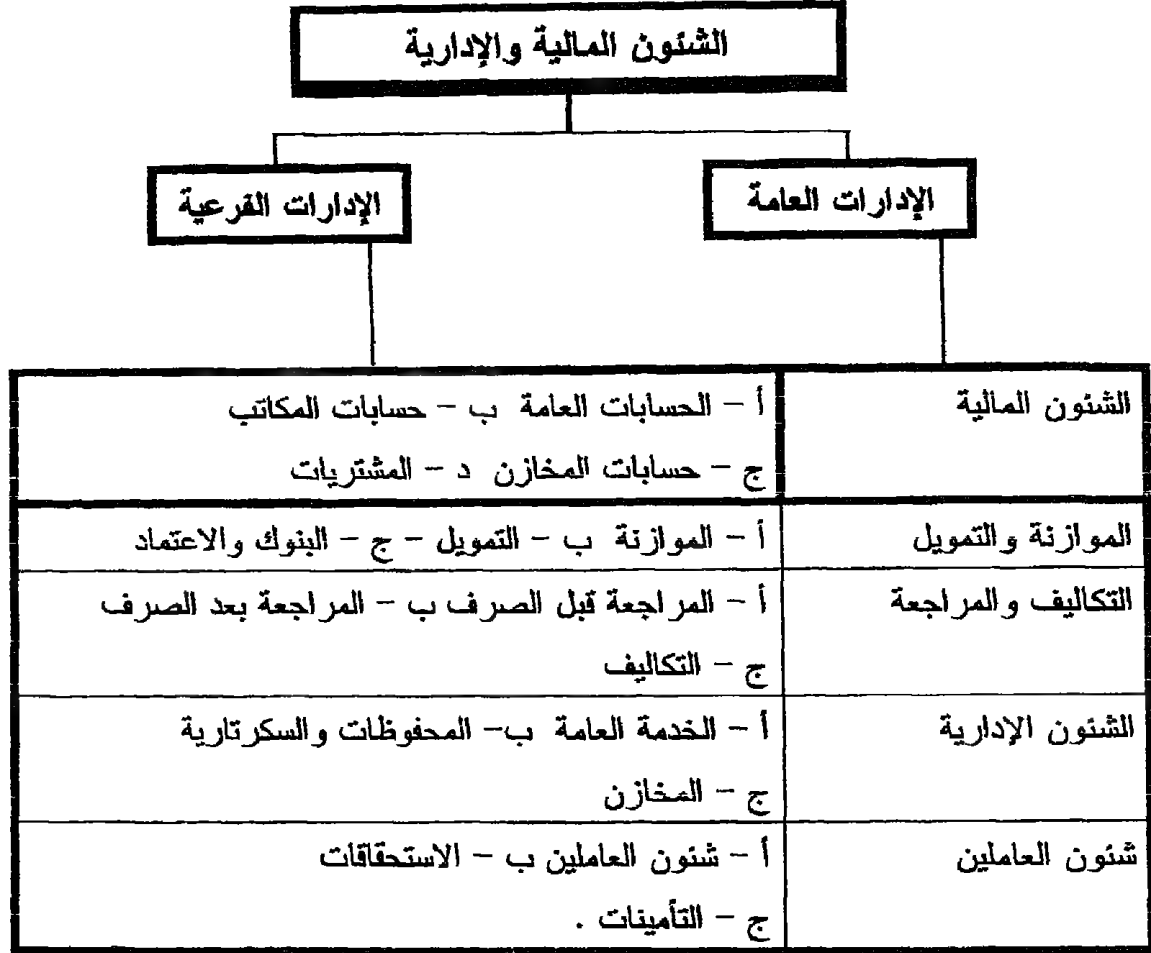 الشئون المالية والإدارية
الإدارات العامة
الإدارات الفرعية
الشئون المالية
أ – الحسابات العامة ب – حسابات المكاتب
ج – حسابات المخازن د – المشتريات
الموازنة والتمويل
أ – الموازنة ب – التمويل – ج – البنوك والاعتماد
التكاليف والمراجعة
أ – المراجعة قبل الصرف ب – المراجعة بعد الصرف
ج – التكاليف
الشئون الإدارية
أ – الخدمة العامة ب– المحفوظات والسكرتارية
ج – المخازن
شئون العاملين
أ – شئون العاملين ب – الاستحقاقات
ج – التأمينات .